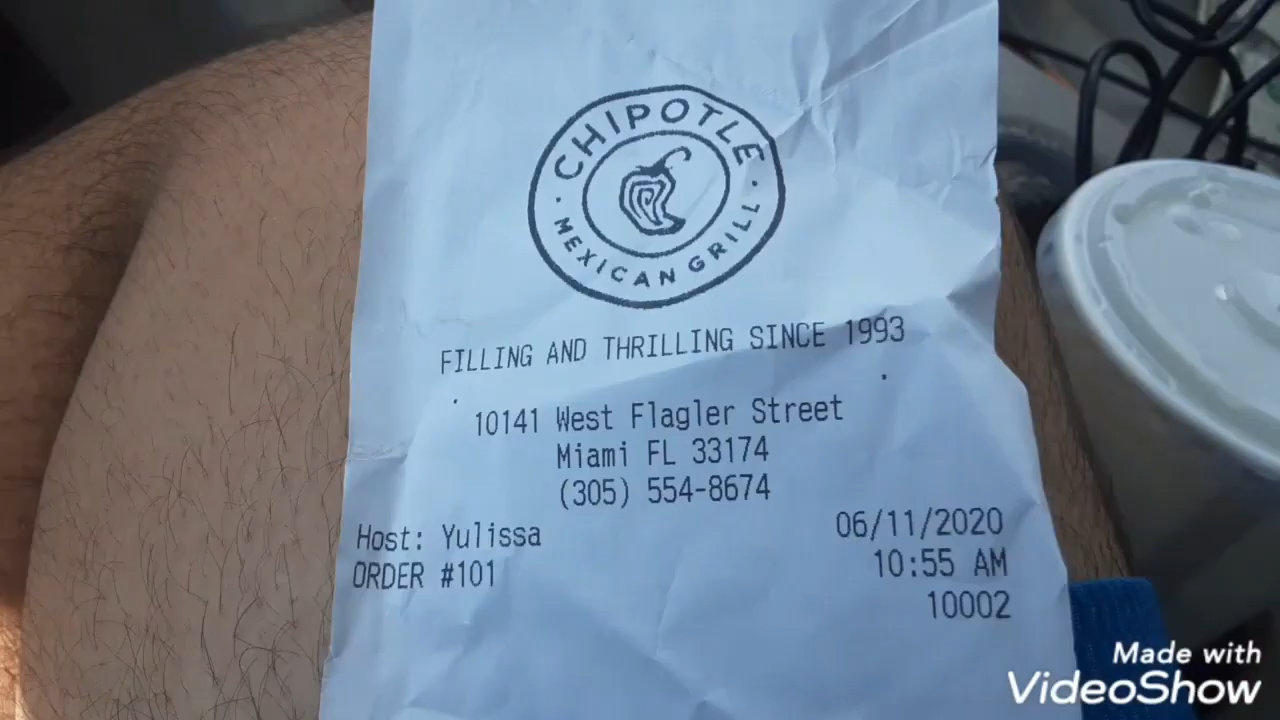 CHIPOTLE
MEXICAN GRILL
FILLING AND THRILLING SINCE 1993
10141 West Flagler Street
Miami FL 33174
(305) 554-8674
Host: Yulissa
06/11/2020
ORDER #101
10:55 AM
10002
Made with
VideoShow